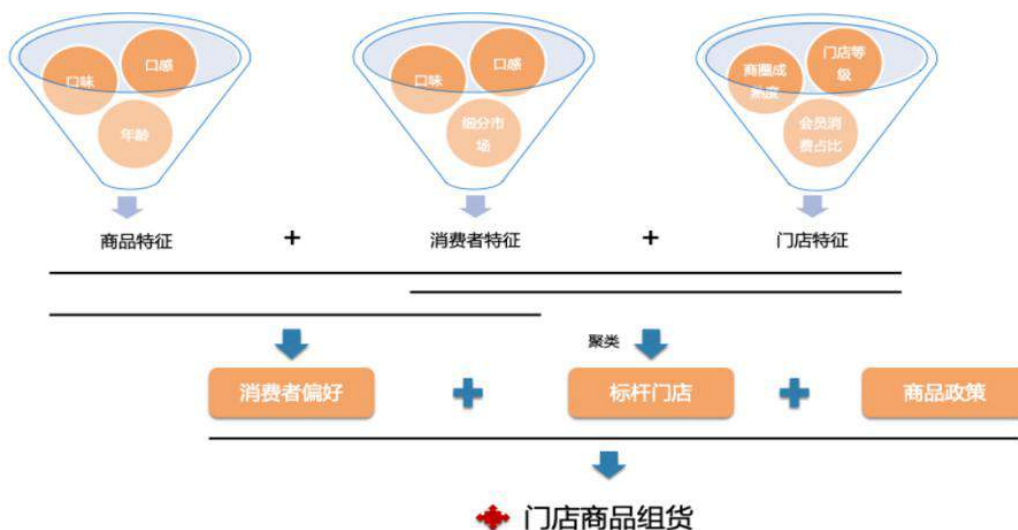 口味
口感
年龄
口味
口感
细分市
场
商圈成
熟度
门店等
级
会员消
费占比
商品特征
+
消费者特征
+
门店特征
聚类
消费者偏好
标杆门店
商品政策
门店商品组货